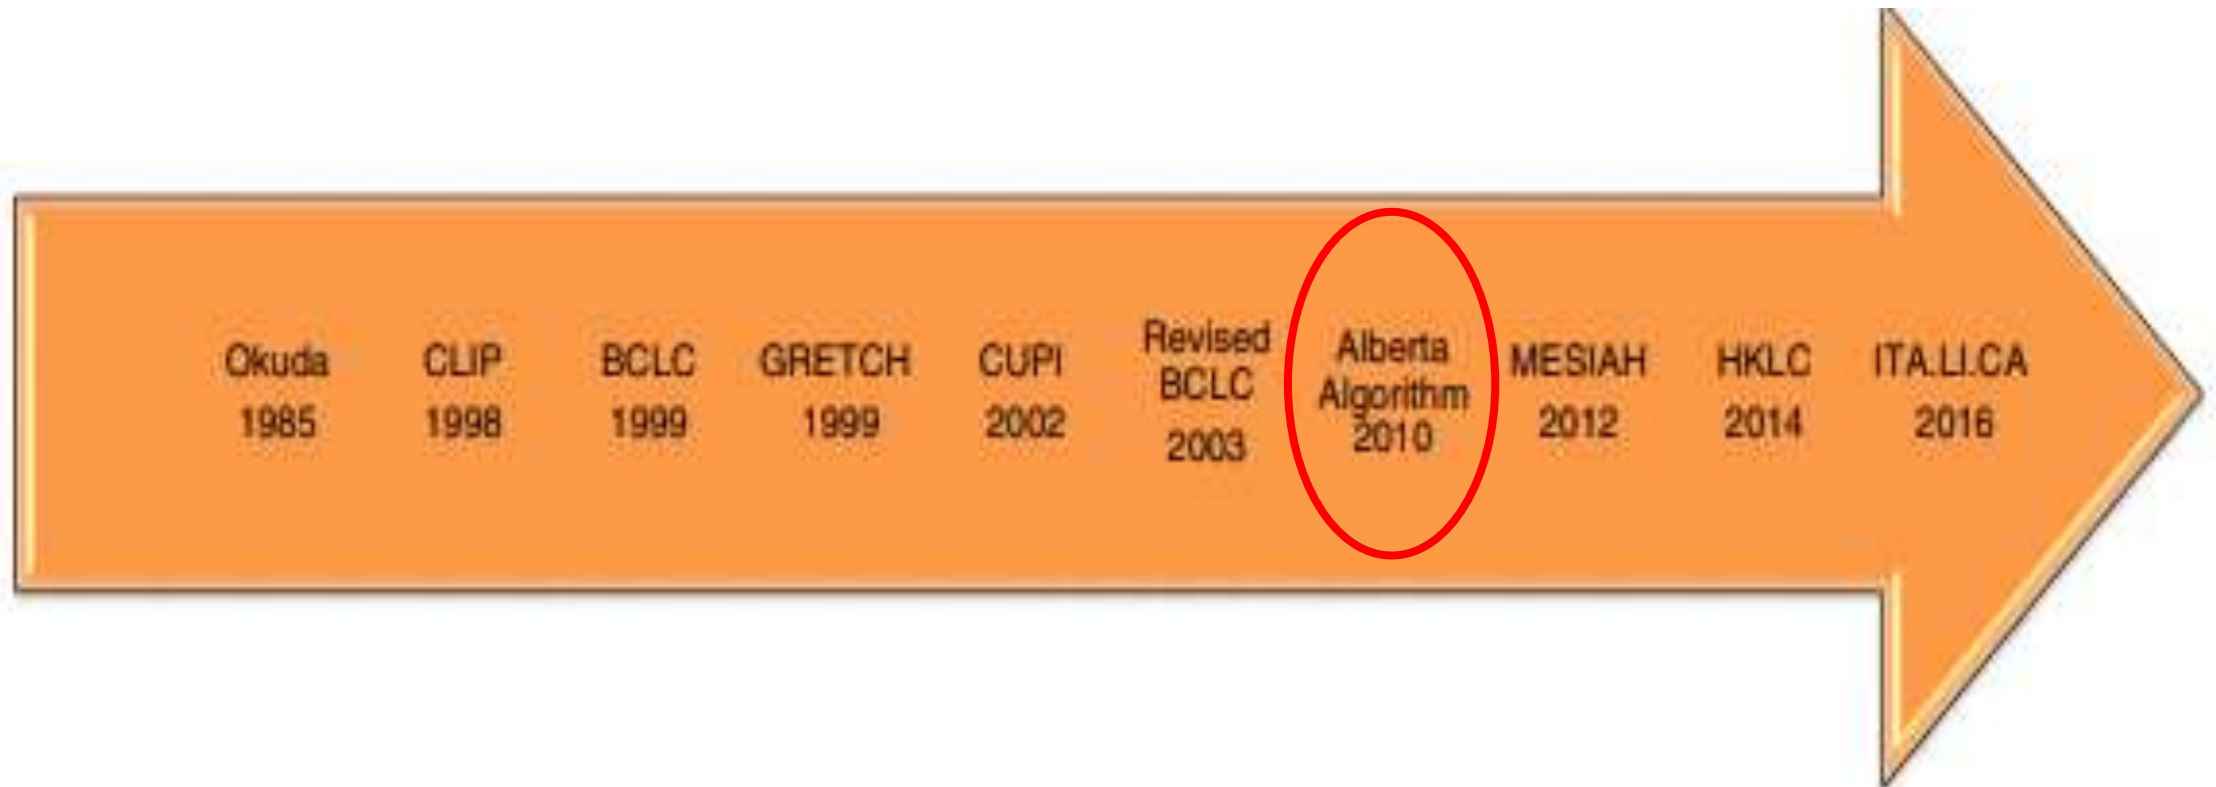 Okuda
1985
CLIP
1998
BCLC
1999
GRETCH
1999
CUPI
2002
Revised
BCLC
2003
Alberta
Algorithm
2010
MESIAH
2012
HKLC
2014
ITA.LI.CA
2016